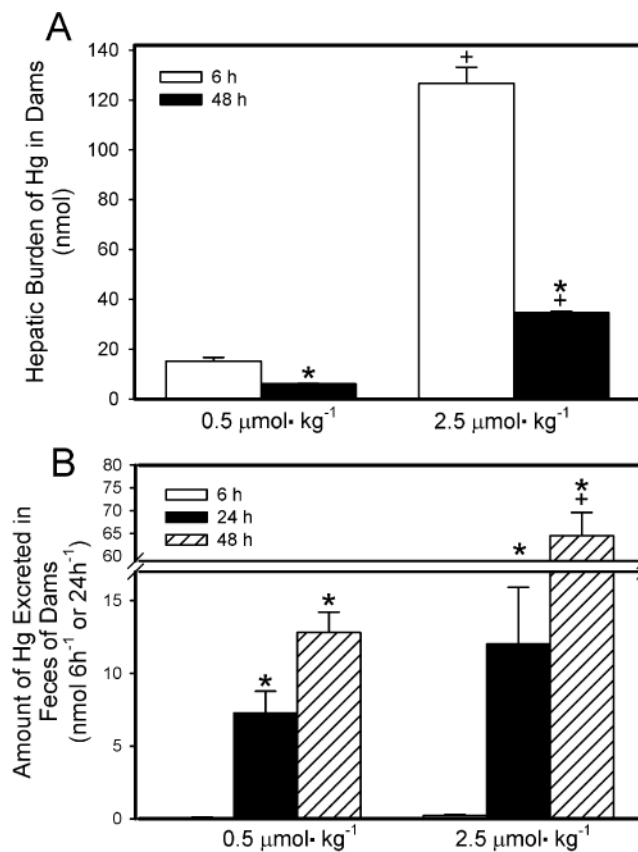 A
Hepatic Burden of Hg in Dams
(nmol)
140
120
100
80
60
40
20
0
6 h
48 h
*
+
*
+
0.5 μmol· kg⁻¹
2.5 μmol· kg⁻¹
B
Amount of Hg Excreted in
Feces of Dams
(nmol 6h⁻¹ or 24h⁻¹)
80
75
70
65
60
15
10
5
0
6 h
24 h
48 h
*
*
*
*
+
0.5 μmol· kg⁻¹
2.5 μmol· kg⁻¹